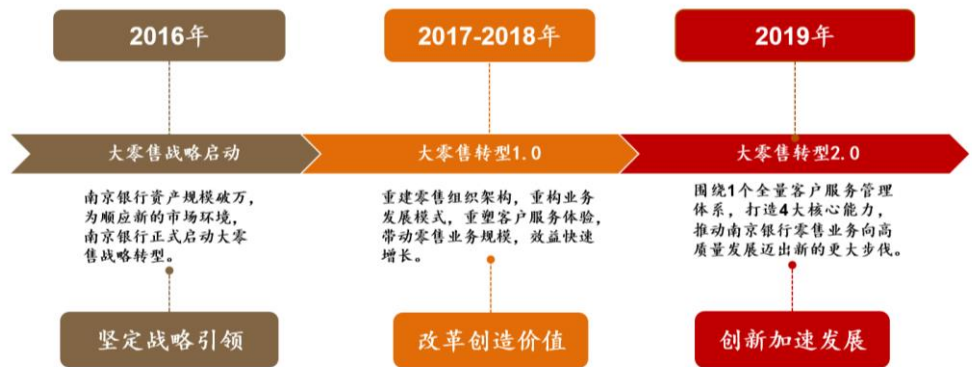 2016年
2017-2018年
2019年
大零售战略启动
大零售转型1.0
大零售转型2.0
南京银行资产规模破万,
为顺应新的市场环境,
南京银行正式启动大零
售战略转型。
重建零售组织架构，重构业务
发展模式，重塑客户服务体验,
带动零售业务规模，效益快速
增长。
围绕1个全量客户服务管理
体系，打造4大核心能力,
推动南京银行零售业务向高
质量发展迈出新的更大步伐。
坚定战略引领
改革创造价值
创新加速发展